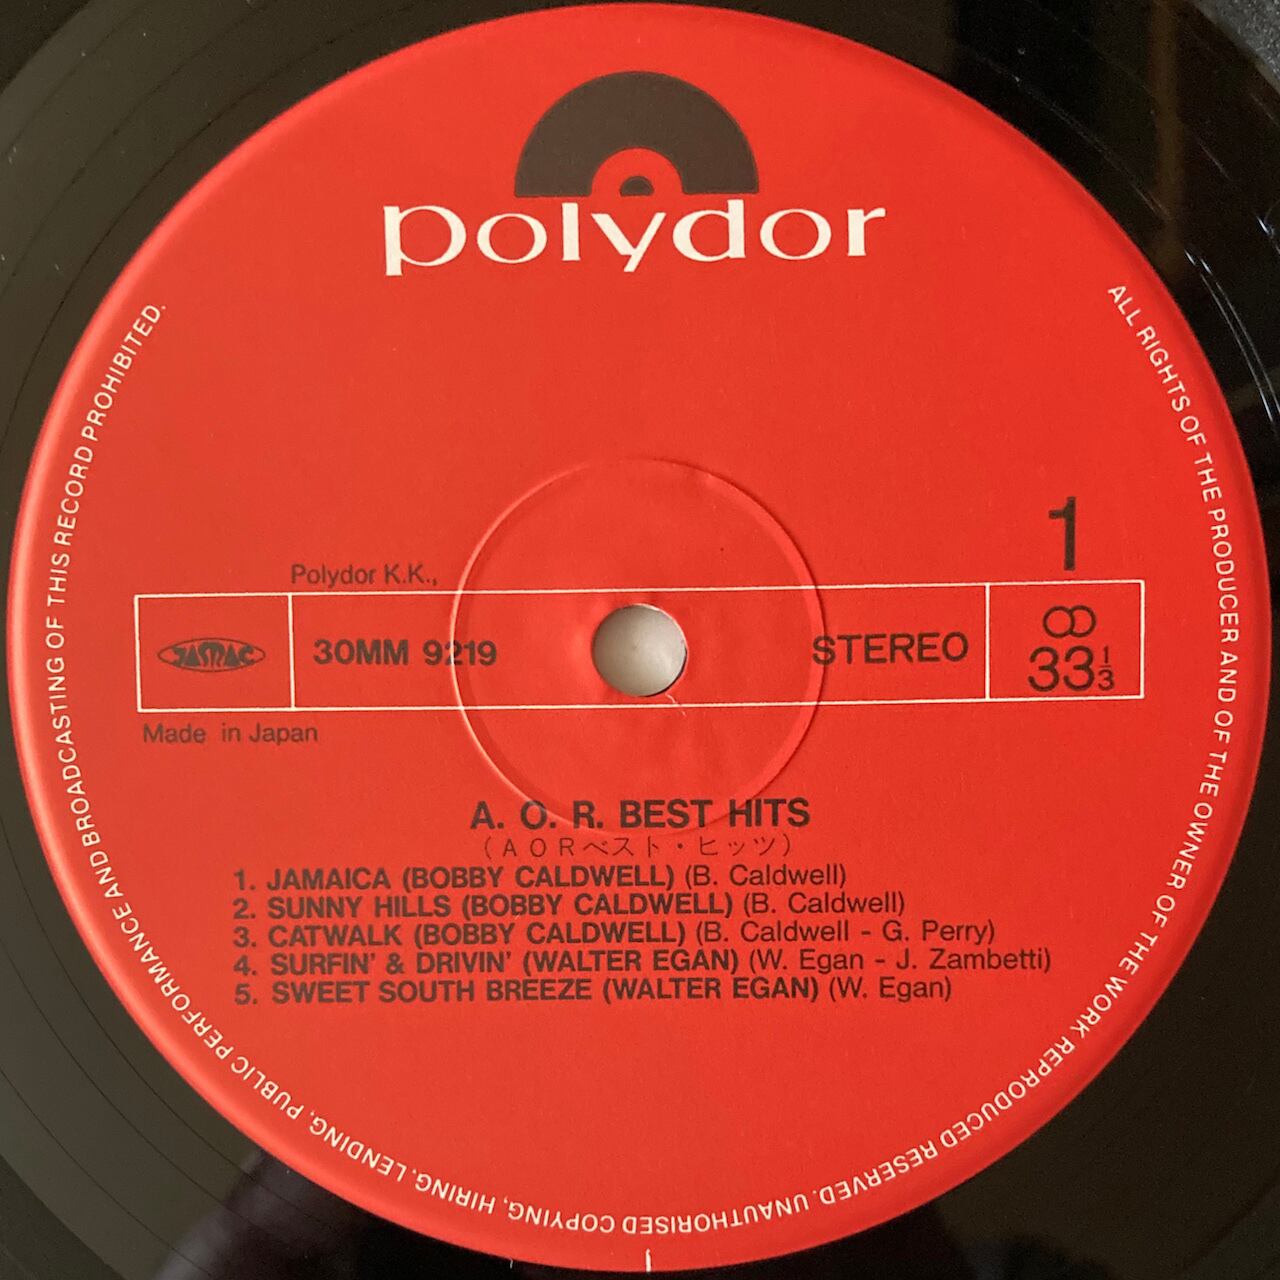 polydor
ALL RIGHTS OF THE PRODUCER AND OF THE OWNER OF THE WORK REPRODUCED RESERVED. UNAUTHORISED COPYING, HIRING, LENDING, PUBLIC PERFORMANCE AND BROADCASTING OF THIS RECORD PROHIBITED.
1
Polydor K.K.,
JASRAC
30MM 9219
STEREO
33 1/3
Made in Japan
A. O. R. BEST HITS
(AORベスト・ヒッツ)
1. JAMAICA (BOBBY CALDWELL) (B. Caldwell)
2. SUNNY HILLS (BOBBY CALDWELL) (B. Caldwell)
3. CATWALK (BOBBY CALDWELL) (B. Caldwell - G. Perry)
4. SURFIN' & DRIVIN' (WALTER EGAN) (W. Egan - J. Zambetti)
5. SWEET SOUTH BREEZE (WALTER EGAN) (W. Egan)